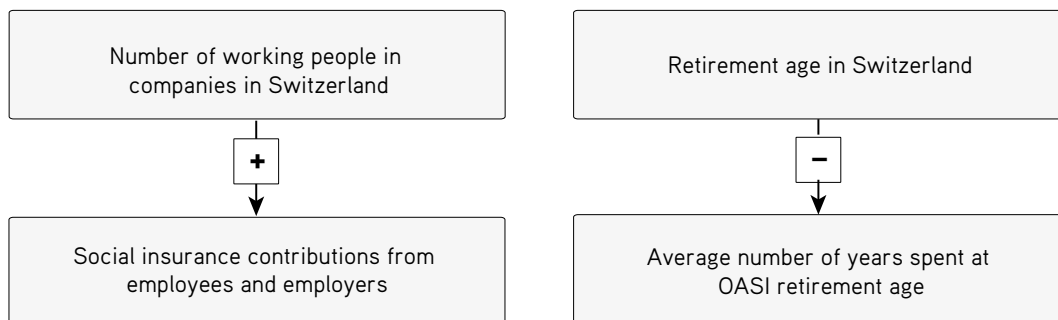 Number of working people in
companies in Switzerland
+
Social insurance contributions from
employees and employers
Retirement age in Switzerland
–
Average number of years spent at
OASI retirement age